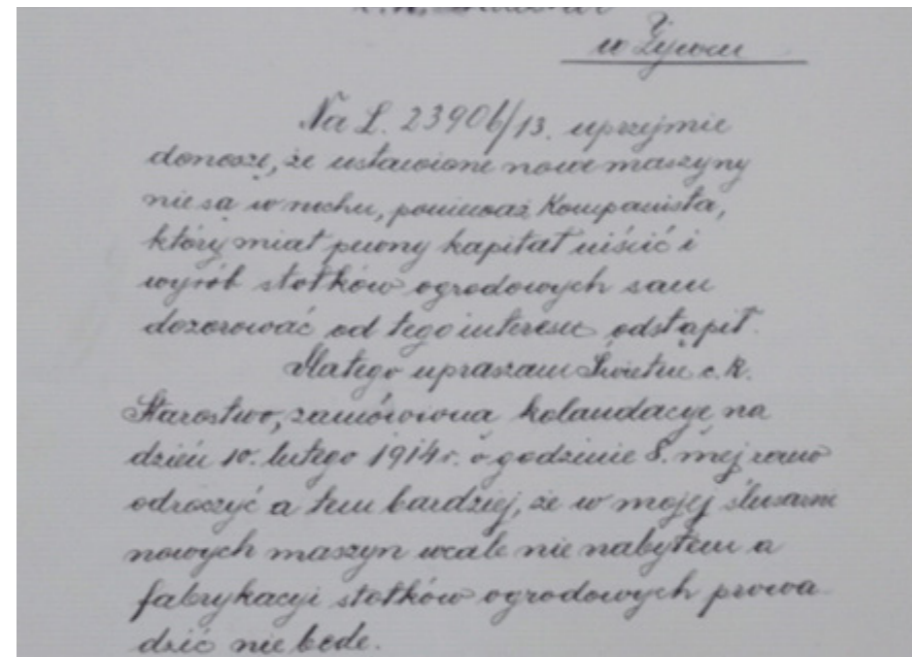 w Żywcu
Na L. 23906/13. uprzejmie
donoszę, że ustawione nowe maszyny
nie są w ruchu, ponieważ Kompanista,
który miał pewny kapitał uiścić i
wyrób stołków ogrodowych sam
dozorować od tego interesu odstąpił.
Dlatego upraszam Świetne c. k.
Starostwo, zamówioną kolaudacyę na
dzień 10. lutego 1914 r. o godzinie 8. mej rano
odroczyć a tem bardziej, że w mojej ślusarni
nowych maszyn wcale nie nabyłem a
fabrykacyi stołków ogrodowych prowa
dzić nie będę.